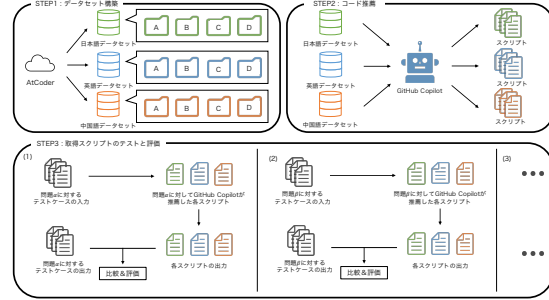 STEP1：データセット構築
A B C D
日本語データセット
A B C D
英語データセット
AtCoder
A B C D
中国語データセット
STEP2：コード推薦
日本語データセット
スクリプト
英語データセット
GitHub Copilot
スクリプト
中国語データセット
スクリプト
STEP3：取得スクリプトのテストと評価
(1)
問題αに対する
テストケースの入力
問題αに対してGitHub Copilotが
推薦した各スクリプト
問題αに対する
テストケースの出力
各スクリプトの出力
比較＆評価
(2)
問題βに対する
テストケースの入力
問題βに対してGitHub Copilotが
推薦した各スクリプト
問題βに対する
テストケースの出力
各スクリプトの出力
比較＆評価
(3)